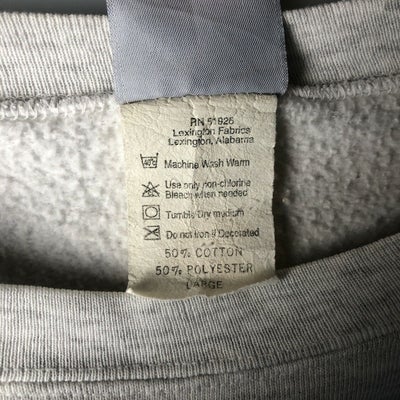 RN 51925
Lexington Fabrics
Lexington, Alabama
40°C Machine Wash Warm
Use only non-chlorine
Bleach when needed
Tumble Dry medium
Do not Iron if Decorated
50% COTTON
50% POLYESTER
LARGE